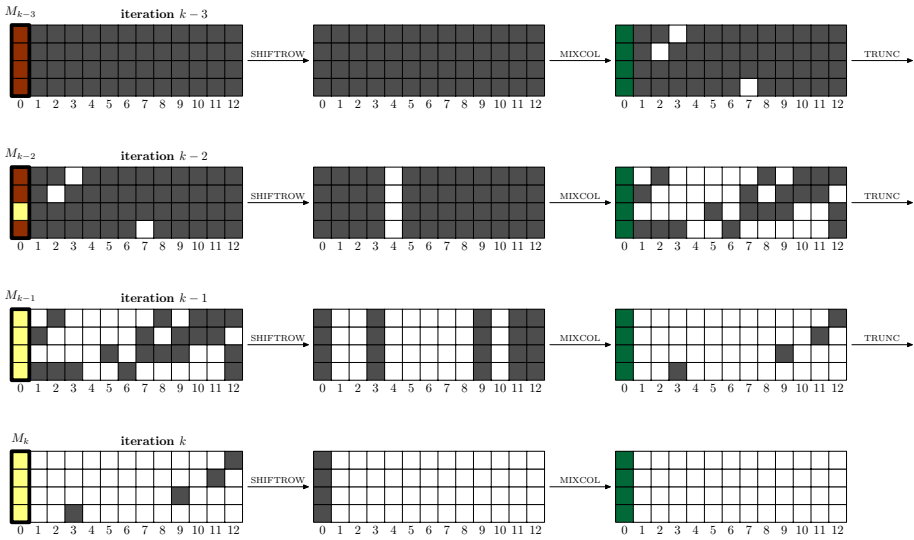 M_{k−3} iteration k − 3
SHIFTROW MIXCOL TRUNC
0 1 2 3 4 5 6 7 8 9 10 11 12 0 1 2 3 4 5 6 7 8 9 10 11 12 0 1 2 3 4 5 6 7 8 9 10 11 12
M_{k−2} iteration k − 2
SHIFTROW MIXCOL TRUNC
0 1 2 3 4 5 6 7 8 9 10 11 12 0 1 2 3 4 5 6 7 8 9 10 11 12 0 1 2 3 4 5 6 7 8 9 10 11 12
M_{k−1} iteration k − 1
SHIFTROW MIXCOL TRUNC
0 1 2 3 4 5 6 7 8 9 10 11 12 0 1 2 3 4 5 6 7 8 9 10 11 12 0 1 2 3 4 5 6 7 8 9 10 11 12
M_k iteration k
SHIFTROW MIXCOL
0 1 2 3 4 5 6 7 8 9 10 11 12 0 1 2 3 4 5 6 7 8 9 10 11 12 0 1 2 3 4 5 6 7 8 9 10 11 12